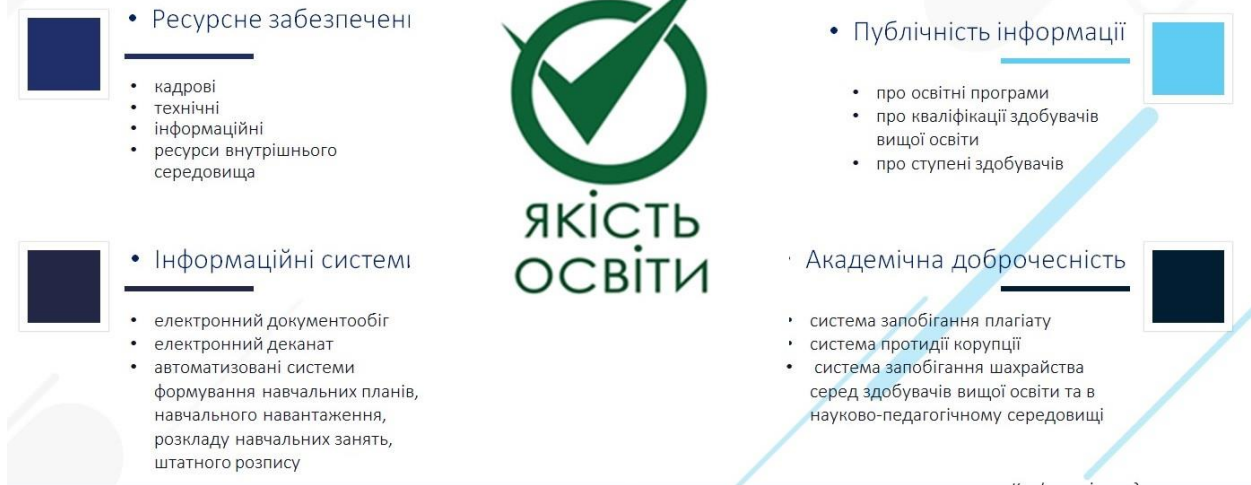 • Ресурсне забезпечені
• кадрові
• технічні
• інформаційні
• ресурси внутрішнього
середовища
• Інформаційні системи
• електронний документообіг
• електронний деканат
• автоматизовані системи
формування навчальних планів,
навчального навантаження,
розкладу навчальних занять,
штатного розпису
ЯКІСТЬ
ОСВІТИ
• Публічність інформації
• про освітні програми
• про кваліфікації здобувачів
вищої освіти
• про ступені здобувачів
• Академічна доброчесність
• система запобігання плагіату
• система протидії корупції
• система запобігання шахрайства
серед здобувачів вищої освіти та в
науково-педагогічному середовищі